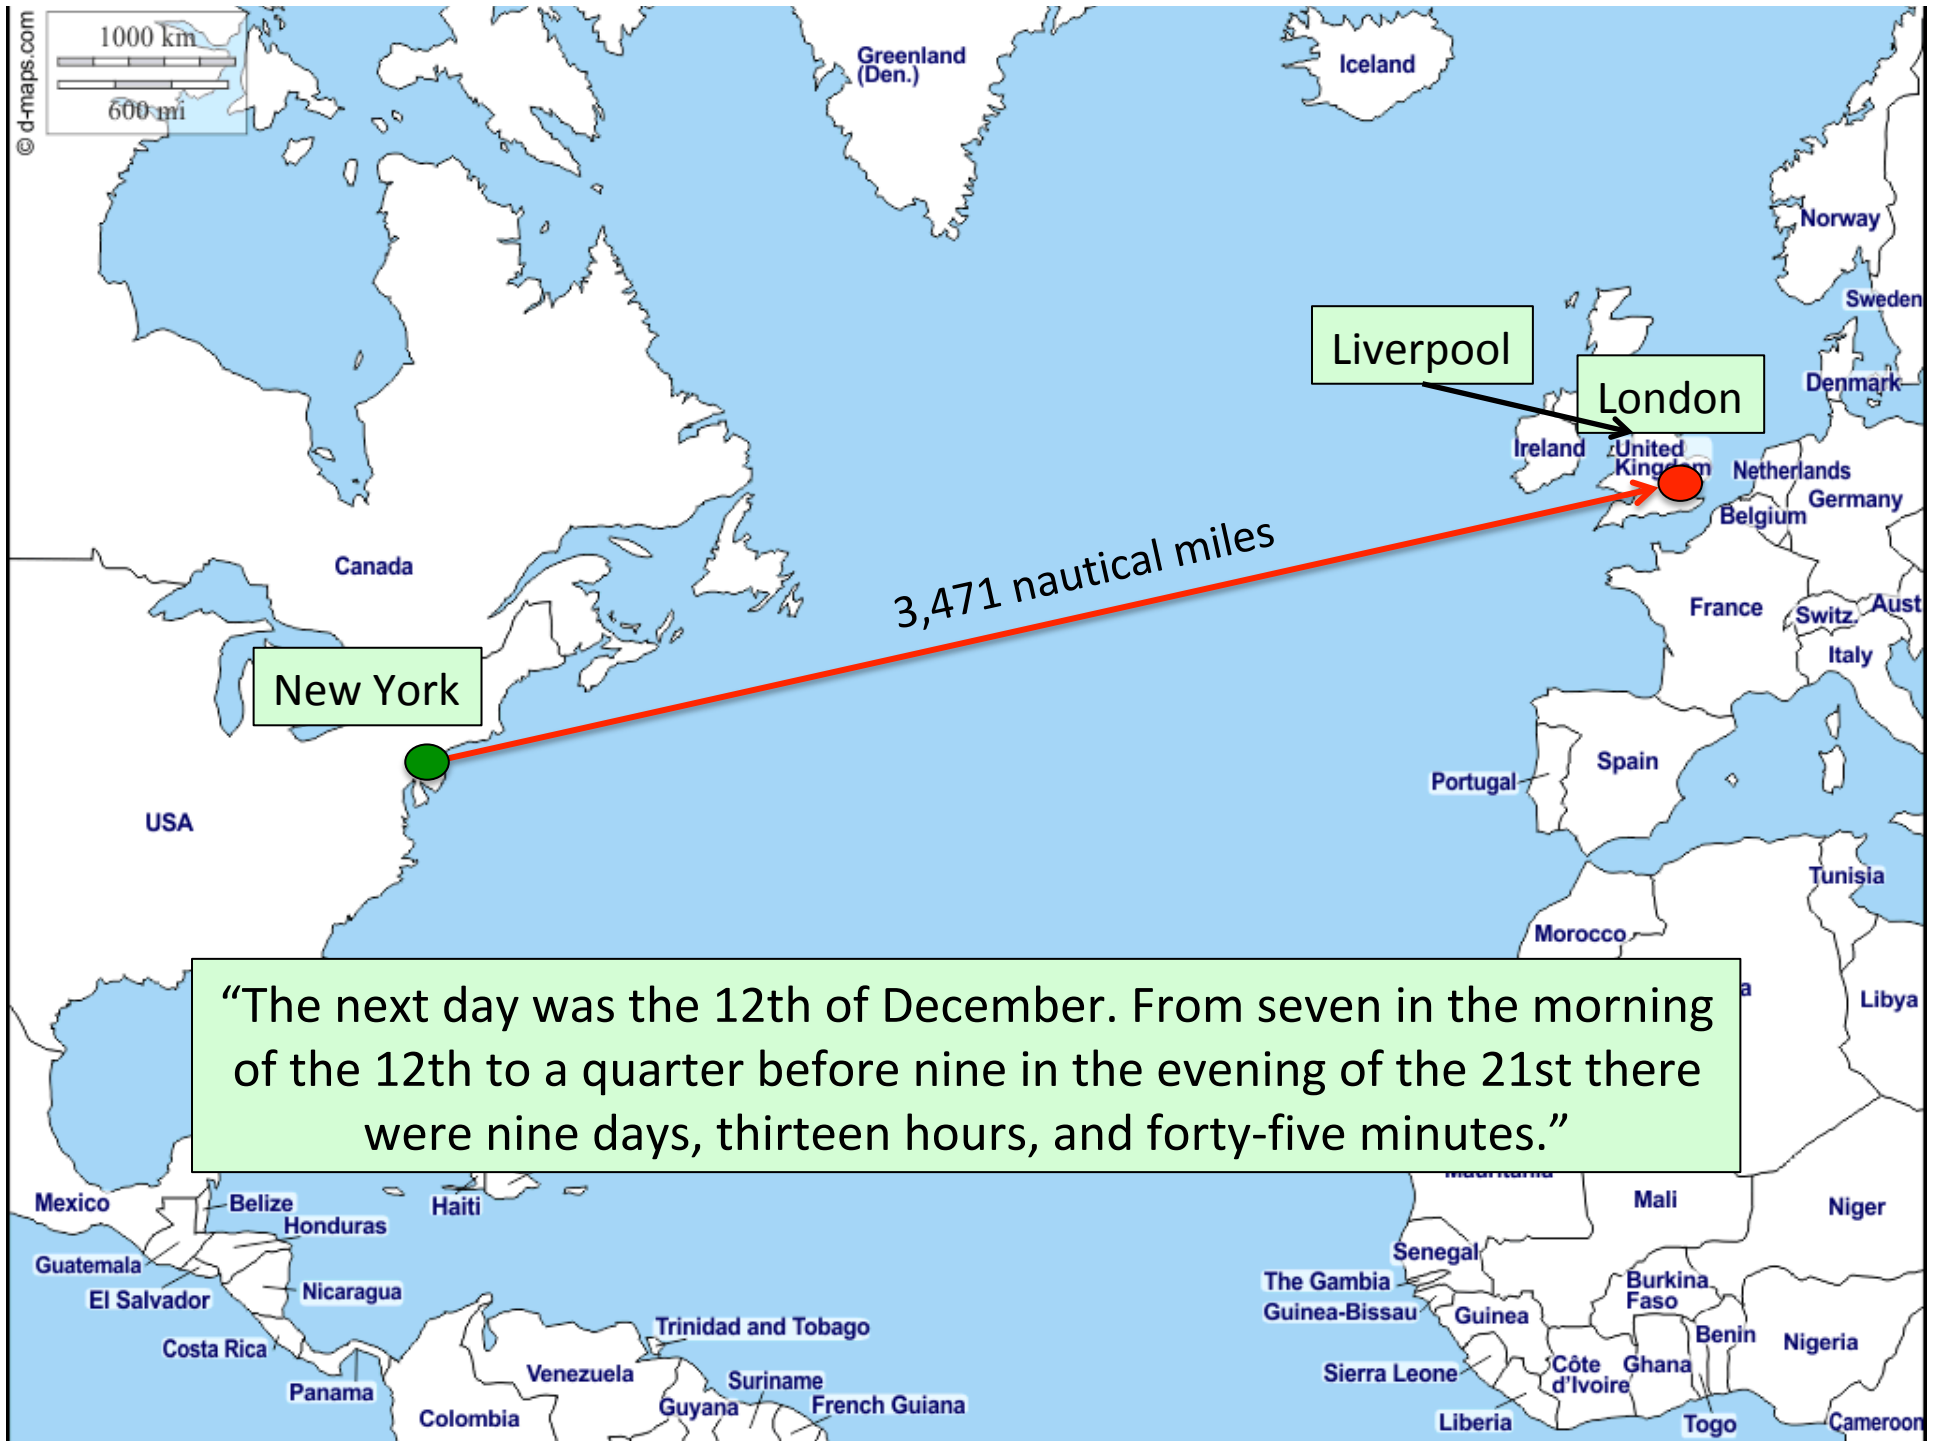 © d-maps.com
1000 km
600 mi
Greenland
(Den.)
Iceland
Norway
Sweden
Liverpool
London
Denmark
Ireland
United
Kingdom
Netherlands
Germany
Belgium
3,471 nautical miles
Canada
France
Switz.
Aust
Italy
New York
Spain
Portugal
USA
Tunisia
Morocco
a
Libya
“The next day was the 12th of December. From seven in the morning
of the 12th to a quarter before nine in the evening of the 21st there
were nine days, thirteen hours, and forty-five minutes.”
Mauritania
Mexico
Belize
Haiti
Mali
Niger
Honduras
Guatemala
Senegal
El Salvador
Nicaragua
The Gambia
Burkina
Faso
Guinea-Bissau
Guinea
Trinidad and Tobago
Costa Rica
Benin
Nigeria
Venezuela
Sierra Leone
Côte
d'Ivoire
Ghana
Panama
Suriname
Guyana
French Guiana
Colombia
Liberia
Togo
Cameroon